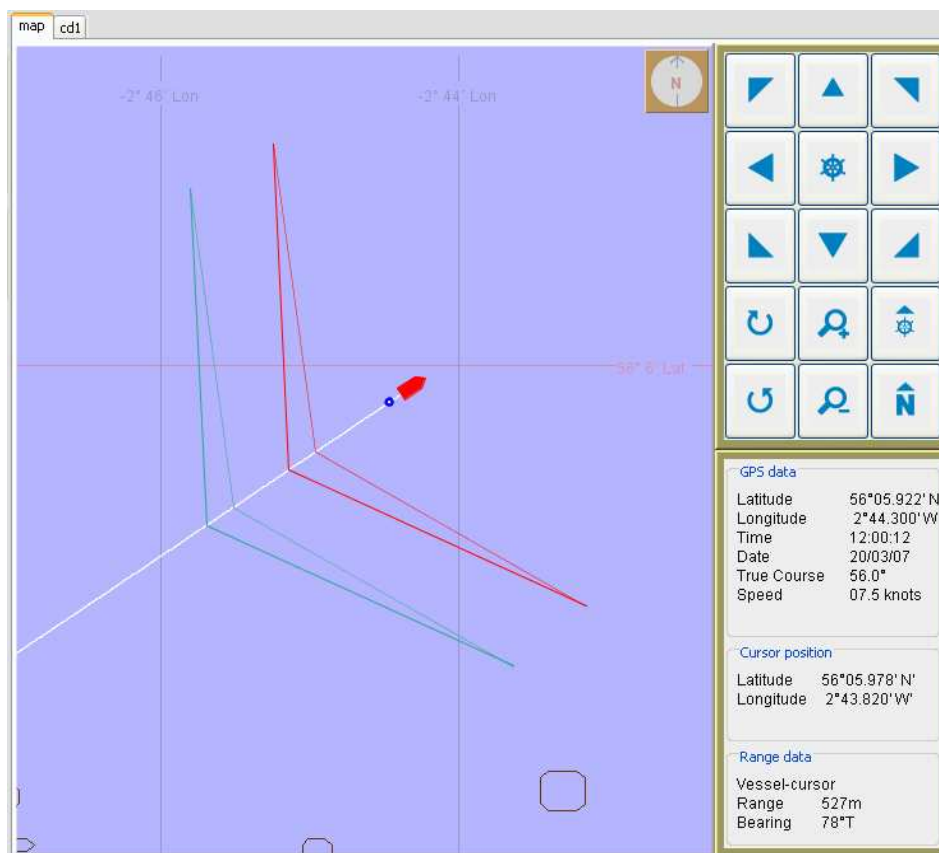 map cd1
-2° 46' Lon
-2° 44' Lon
N
56° 6' Lat
N
GPS data
Latitude 56°05.922' N
Longitude 2°44.300' W
Time 12:00:12
Date 20/03/07
True Course 56.0°
Speed 07.5 knots
Cursor position
Latitude 56°05.978' N'
Longitude 2°43.820' W'
Range data
Vessel-cursor
Range 527m
Bearing 78°T